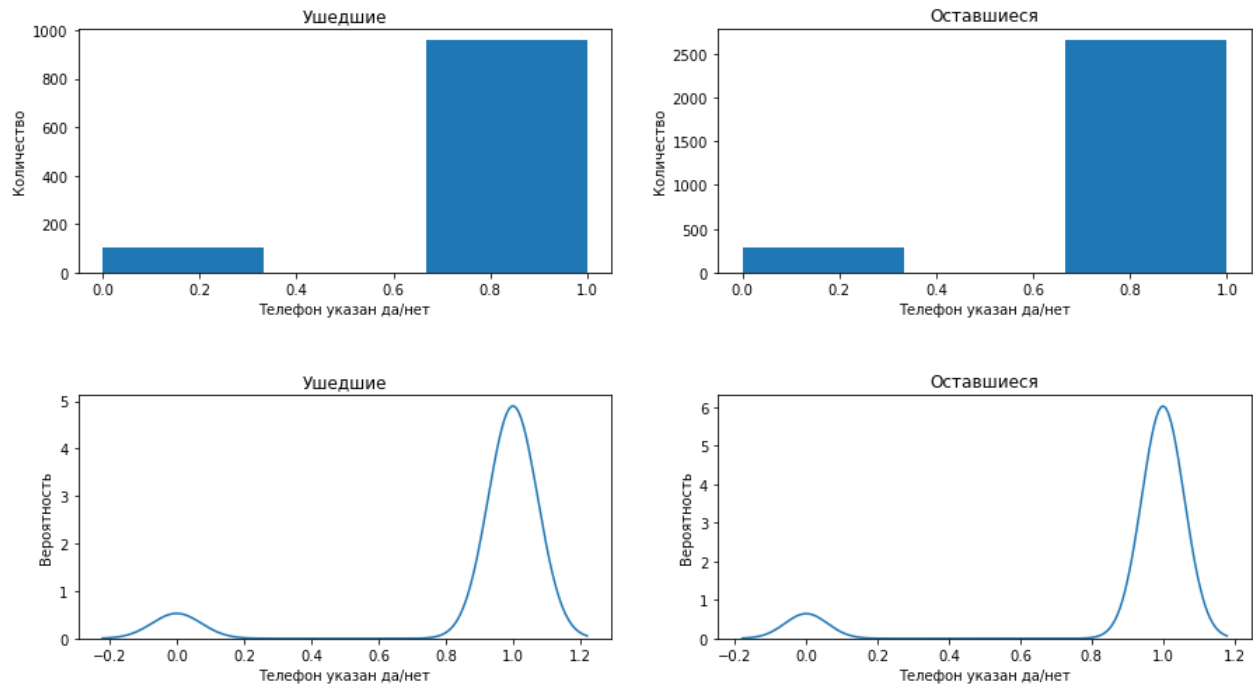 Ушедшие
Количество
1000
800
600
400
200
0
0.0 0.2 0.4 0.6 0.8 1.0
Телефон указан да/нет
Оставшиеся
Количество
2500
2000
1500
1000
500
0
0.0 0.2 0.4 0.6 0.8 1.0
Телефон указан да/нет
Ушедшие
Вероятность
5
4
3
2
1
0
−0.2 0.0 0.2 0.4 0.6 0.8 1.0 1.2
Телефон указан да/нет
Оставшиеся
Вероятность
6
5
4
3
2
1
0
−0.2 0.0 0.2 0.4 0.6 0.8 1.0 1.2
Телефон указан да/нет